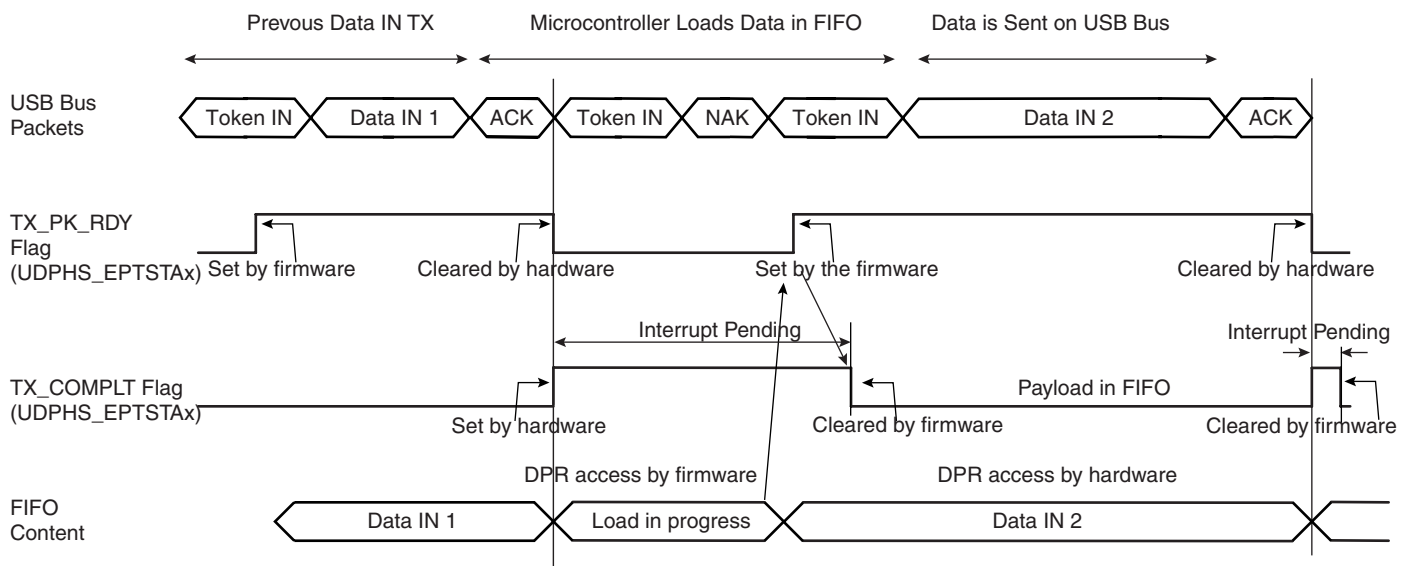 Prevous Data IN TX
Microcontroller Loads Data in FIFO
Data is Sent on USB Bus
USB Bus
Packets
Token IN
Data IN 1
ACK
Token IN
NAK
Token IN
Data IN 2
ACK
TX_PK_RDY
Flag
(UDPHS_EPTSTAx)
Set by firmware
Cleared by hardware
Set by the firmware
Cleared by hardware
Interrupt Pending
Interrupt Pending
TX_COMPLT Flag
(UDPHS_EPTSTAx)
Payload in FIFO
Set by hardware
Cleared by firmware
Cleared by firmware
DPR access by firmware
DPR access by hardware
FIFO
Content
Data IN 1
Load in progress
Data IN 2